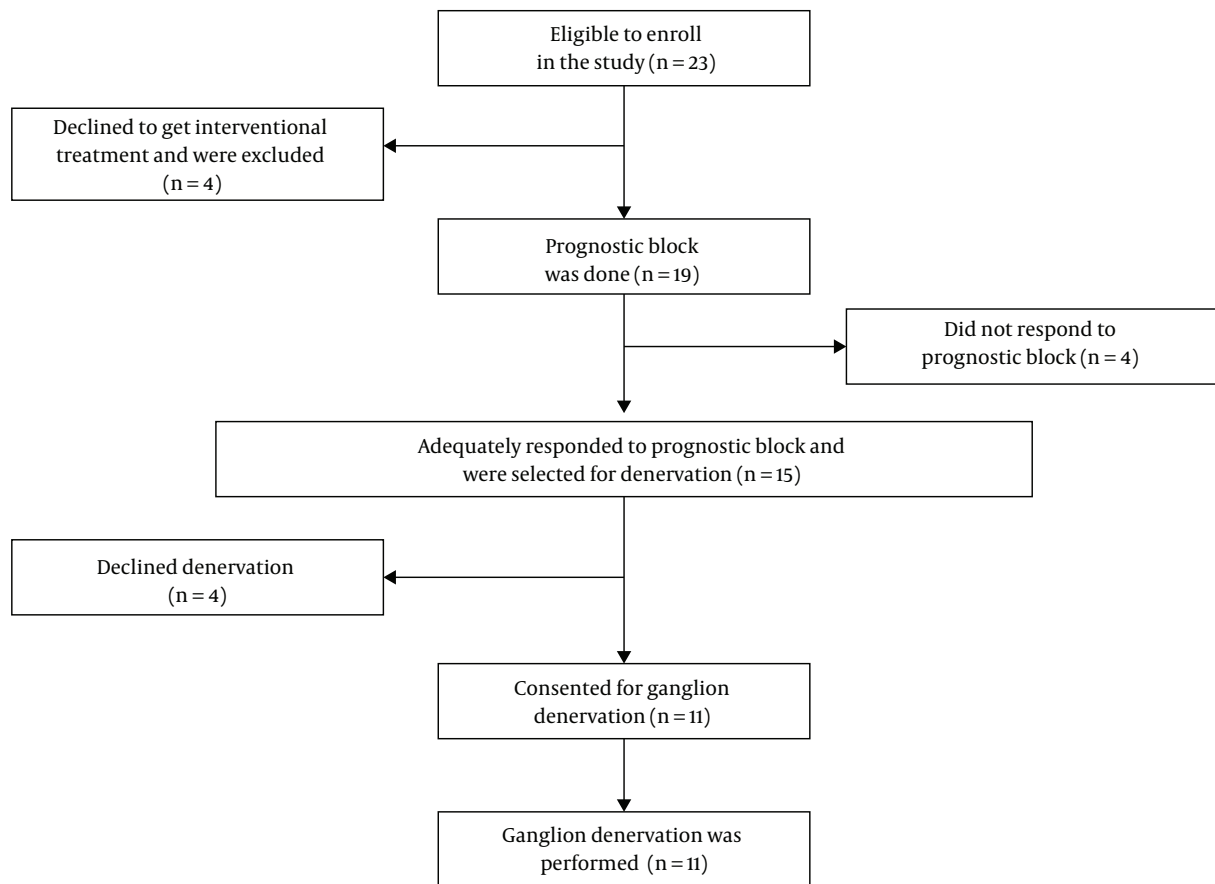 Eligible to enroll
in the study (n = 23)
Declined to get interventional
treatment and were excluded
(n = 4)
Prognostic block
was done (n = 19)
Did not respond to
prognostic block (n = 4)
Adequately responded to prognostic block and
were selected for denervation (n = 15)
Declined denervation
(n = 4)
Consented for ganglion
denervation (n = 11)
Ganglion denervation was
performed (n = 11)